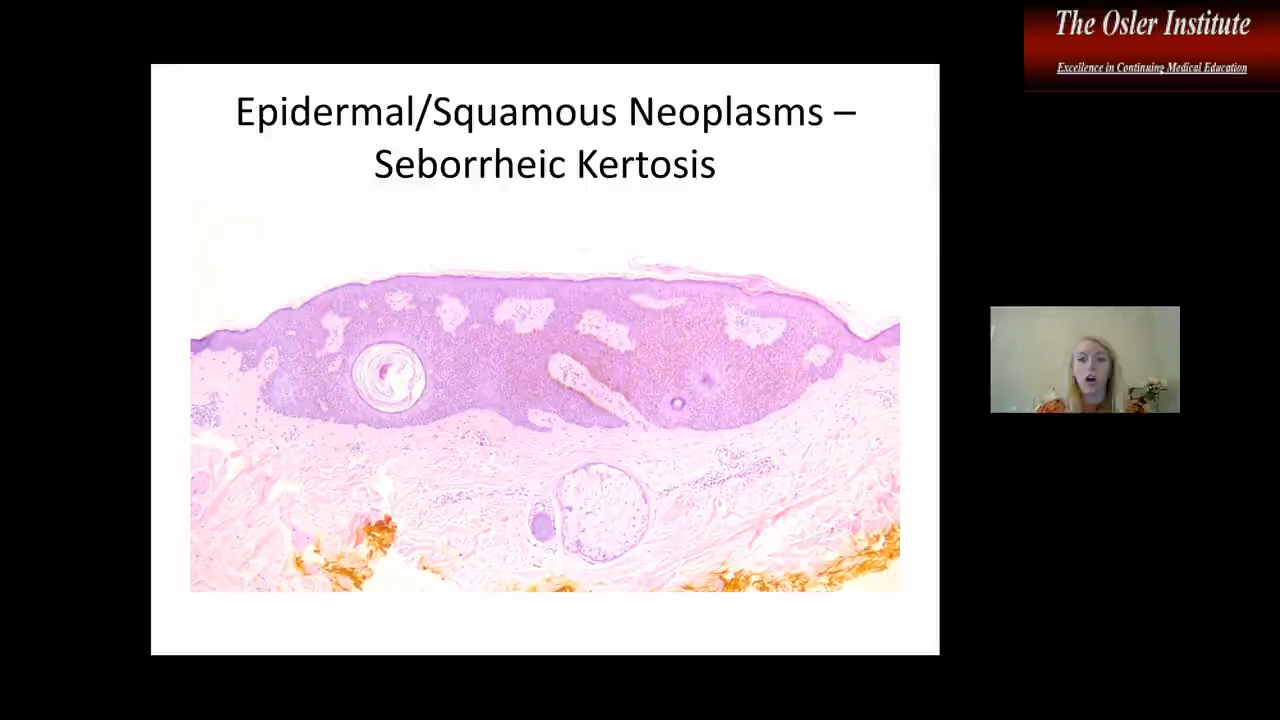 The Osler Institute
Excellence in Continuing Medical Education
Epidermal/Squamous Neoplasms –
Seborrheic Kertosis